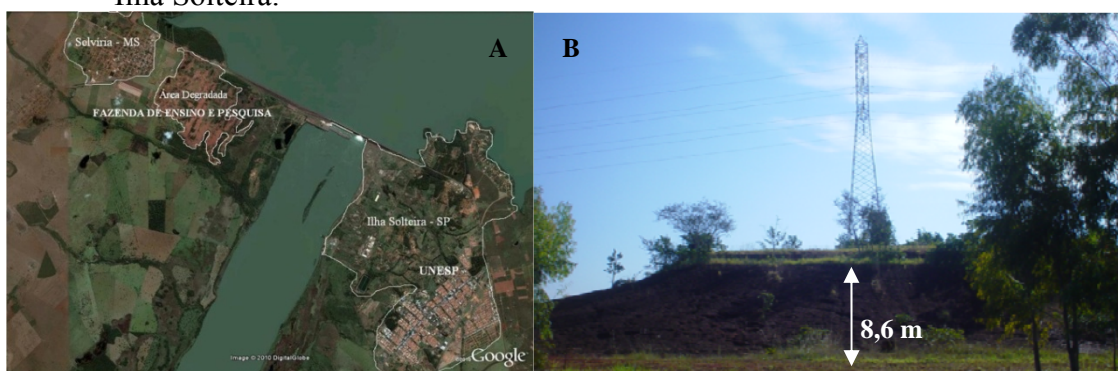 Ilha Solteira.
A
B
Selvíria - MS
Área Degradada
FAZENDA DE ENSINO E PESQUISA
Ilha Solteira - SP
UNESP
Image © 2010 DigitalGlobe
Google
8,6 m